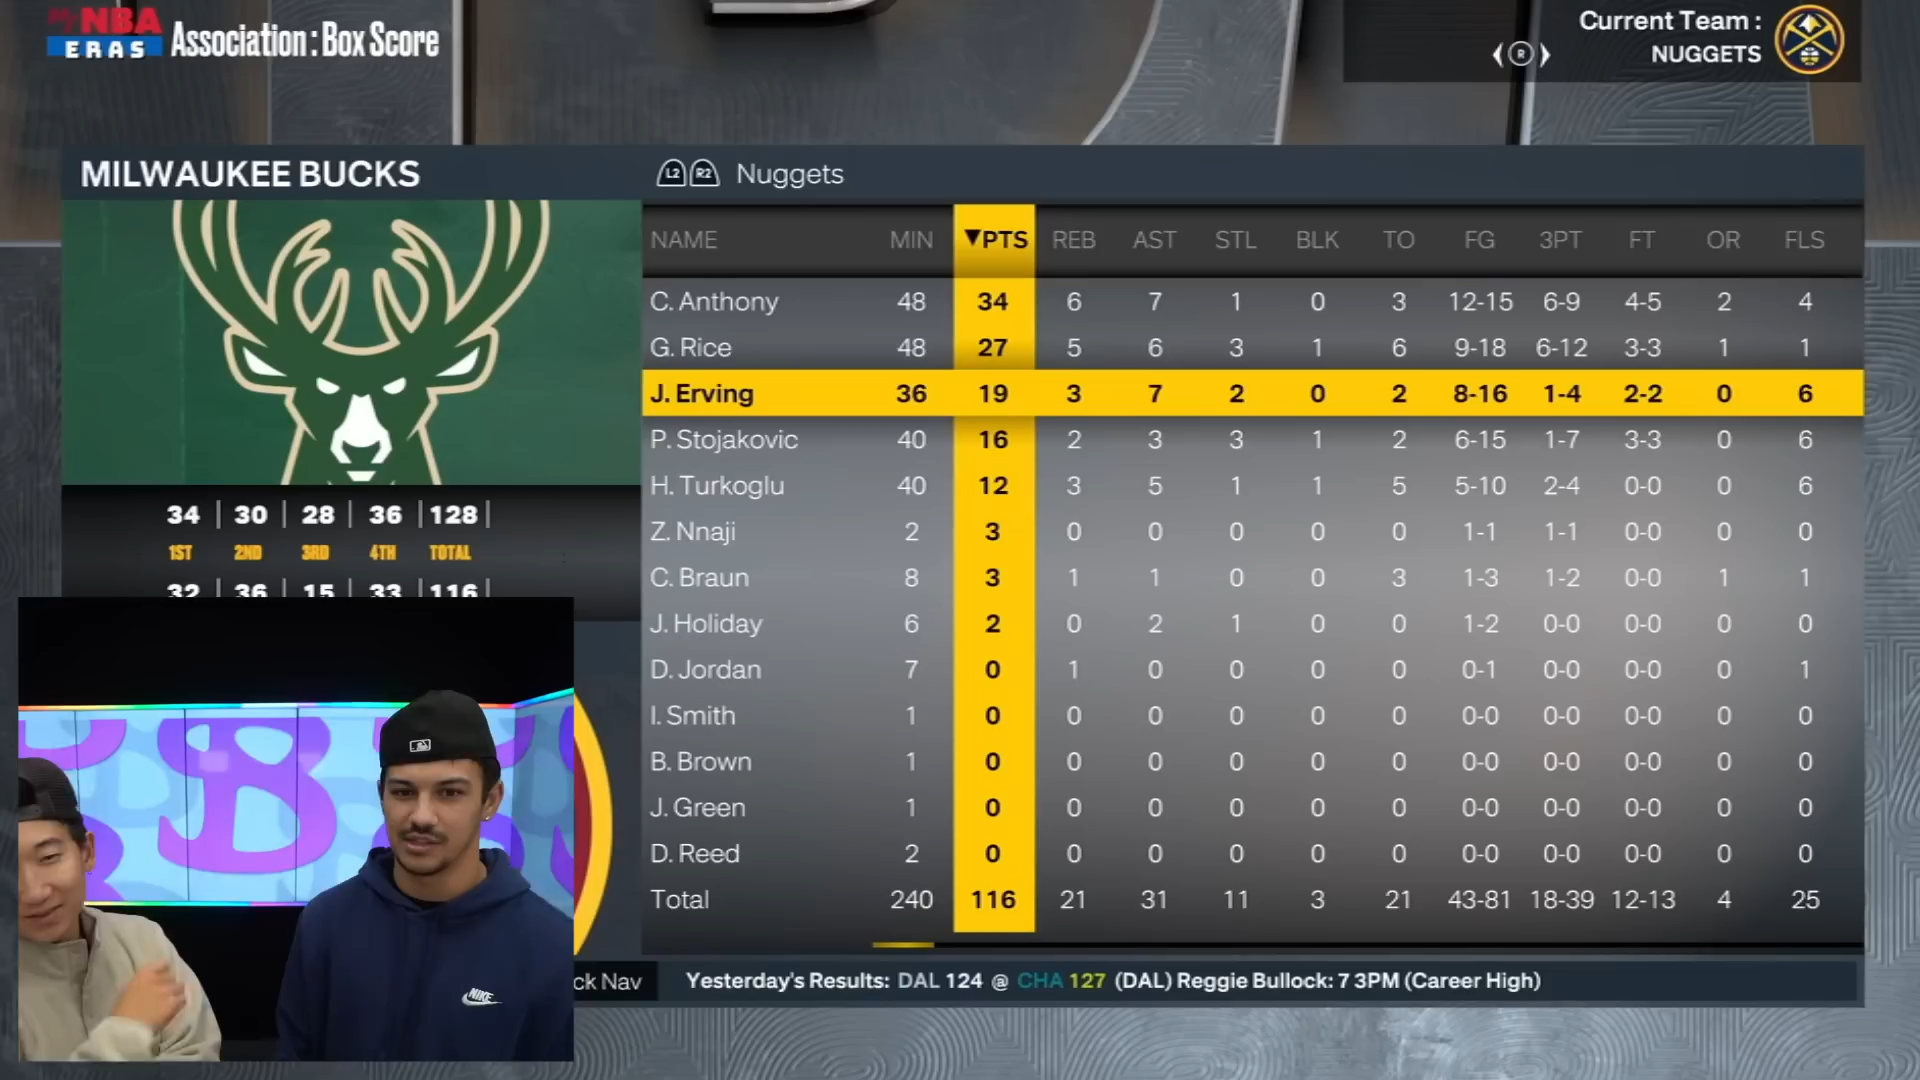 MyNBA
ERAS
Association: Box Score
Current Team :
R
NUGGETS
MILWAUKEE BUCKS
L2 R2 Nuggets
NAME MIN ▼PTS REB AST STL BLK TO FG 3PT FT OR FLS
C. Anthony 48 34 6 7 1 0 3 12-15 6-9 4-5 2 4
G. Rice 48 27 5 6 3 1 6 9-18 6-12 3-3 1 1
J. Erving 36 19 3 7 2 0 2 8-16 1-4 2-2 0 6
P. Stojakovic 40 16 2 3 3 1 2 6-15 1-7 3-3 0 6
H. Turkoglu 40 12 3 5 1 1 5 5-10 2-4 0-0 0 6
Z. Nnaji 2 3 0 0 0 0 0 1-1 1-1 0-0 0 0
C. Braun 8 3 1 1 0 0 3 1-3 1-2 0-0 1 1
J. Holiday 6 2 0 2 1 0 0 1-2 0-0 0-0 0 0
D. Jordan 7 0 1 0 0 0 0 0-1 0-0 0-0 0 1
I. Smith 1 0 0 0 0 0 0 0-0 0-0 0-0 0 0
B. Brown 1 0 0 0 0 0 0 0-0 0-0 0-0 0 0
J. Green 1 0 0 0 0 0 0 0-0 0-0 0-0 0 0
D. Reed 2 0 0 0 0 0 0 0-0 0-0 0-0 0 0
Total 240 116 21 31 11 3 21 43-81 18-39 12-13 4 25
34 | 30 | 28 | 36 | 128 |
1ST 2ND 3RD 4TH TOTAL
32 | 36 | 15 | 33 | 116 |
B
NIKE
ck Nav
Yesterday's Results: DAL 124 @ CHA 127 (DAL) Reggie Bullock: 7 3PM (Career High)